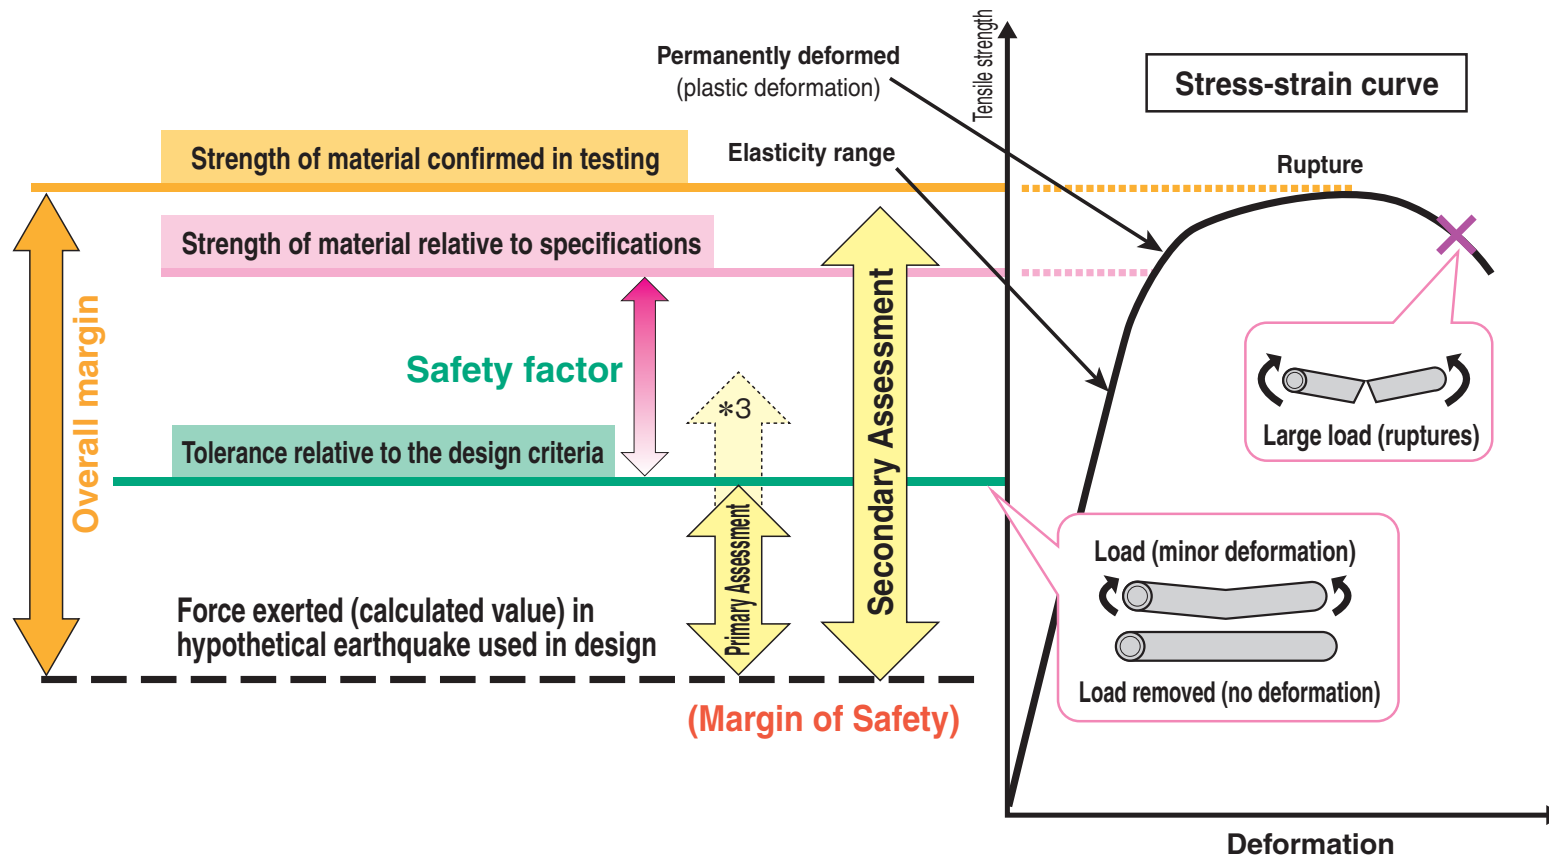 Tensile strength
Permanently deformed
(plastic deformation)
Stress-strain curve
Elasticity range
Rupture
Strength of material confirmed in testing
Strength of material relative to specifications
Overall margin
Safety factor
*3
Secondary Assessment
Large load (ruptures)
Tolerance relative to the design criteria
Primary Assessment
Load (minor deformation)
Force exerted (calculated value) in
hypothetical earthquake used in design
Load removed (no deformation)
(Margin of Safety)
Deformation